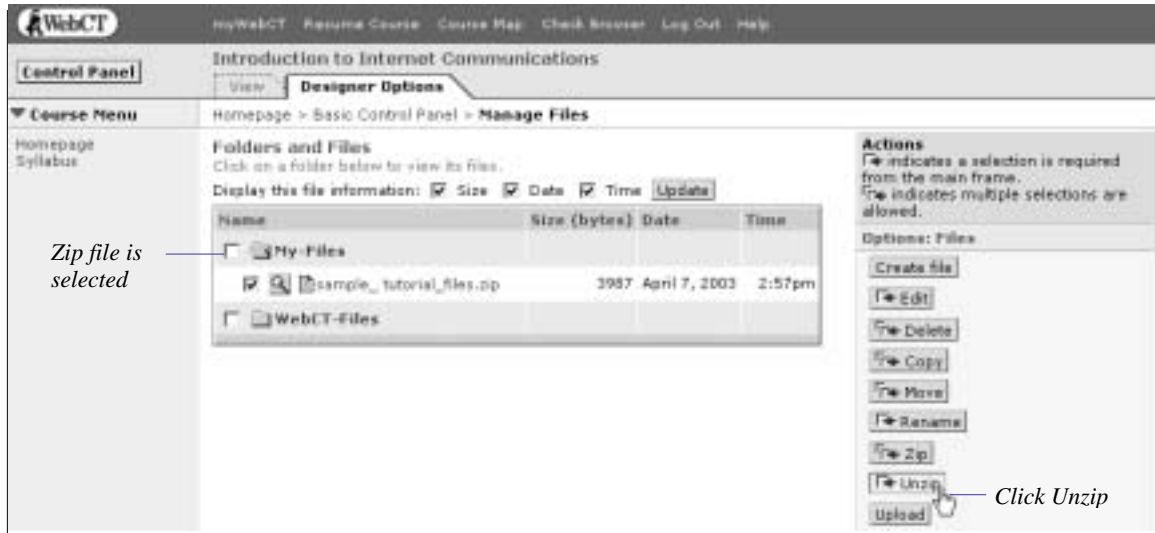 WebCT
myWebCT Resume Course Course Map Check Browser Log Out Help
Control Panel
Introduction to Internet Communications
View Designer Options
Course Menu
Homepage > Basic Control Panel > Manage Files
Homepage
Syllabus
Folders and Files
Click on a folder below to view its files.
Display this file information: Size Date Time Update
Name Size (bytes) Date Time
My-Files
sample_ tutorial_files.zip 3987 April 7, 2003 2:57pm
WebCT-Files
Zip file is
selected
Actions
indicates a selection is required
from the main frame.
indicates multiple selections are
allowed.
Options: Files
Create file
Edit
Delete
Copy
Move
Rename
Zip
Unzip
Click Unzip
Upload